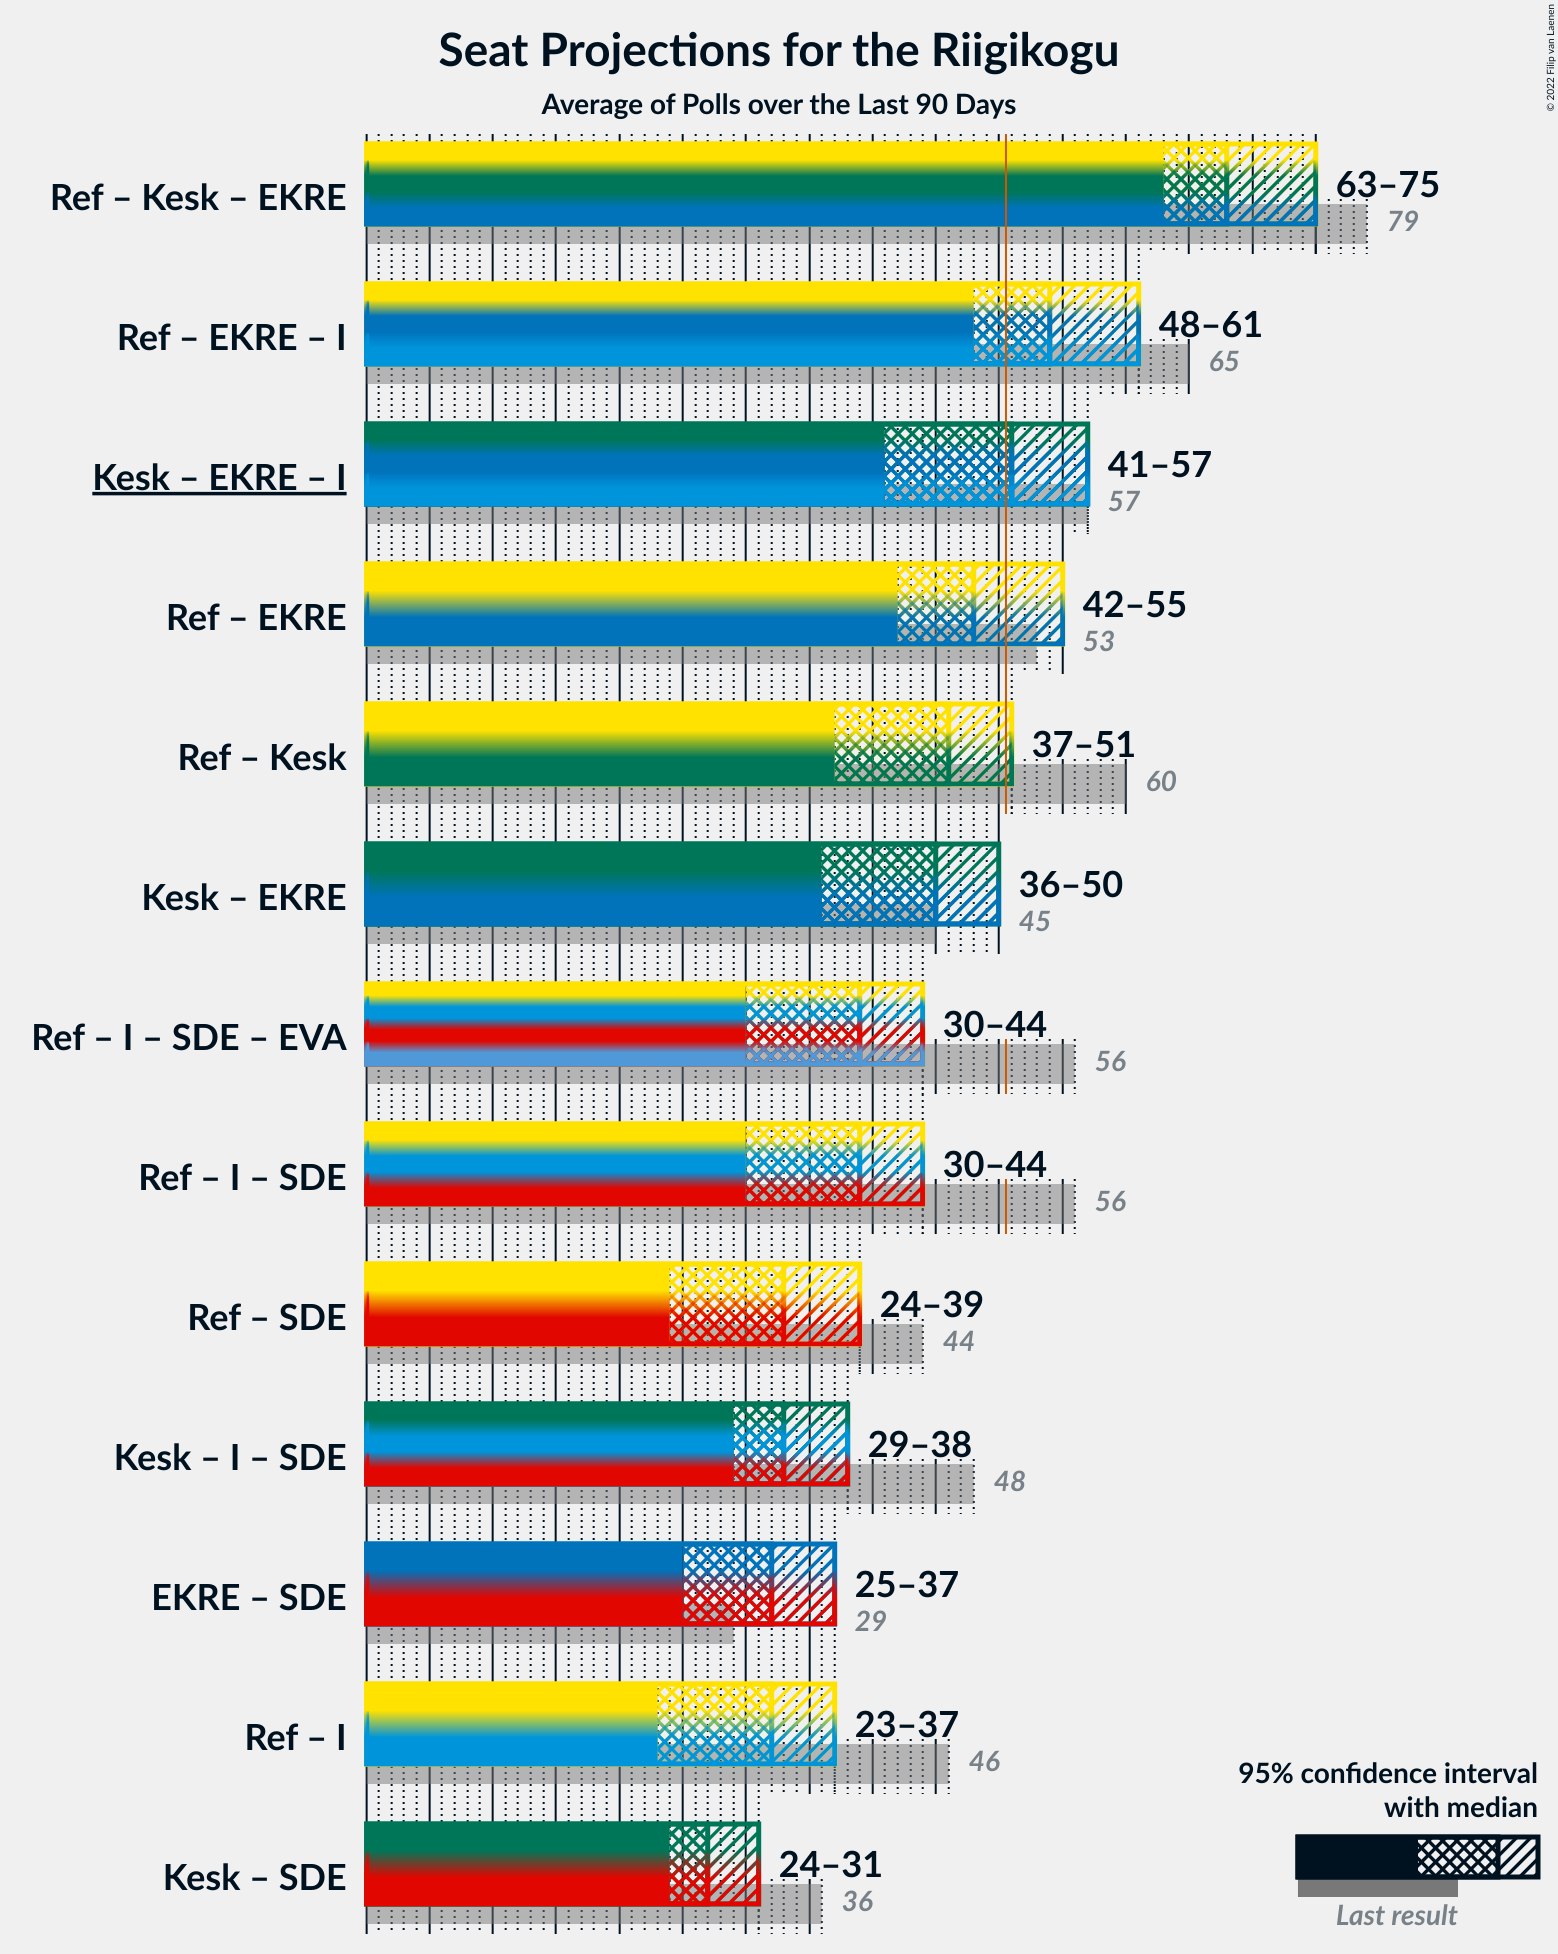 Seat Projections for the Riigikogu
Average of Polls over the Last 90 Days
© 2022 Filip van Laenen
Ref – Kesk – EKRE
63–75
79
Ref – EKRE – I
48–61
65
Kesk – EKRE – I
41–57
57
Ref – EKRE
42–55
53
Ref – Kesk
37–51
60
Kesk – EKRE
36–50
45
Ref – I – SDE – EVA
30–44
56
Ref – I – SDE
30–44
56
Ref – SDE
24–39
44
Kesk – I – SDE
29–38
48
EKRE – SDE
25–37
29
Ref – I
23–37
46
Kesk – SDE
24–31
36
95% confidence interval
with median
Last result